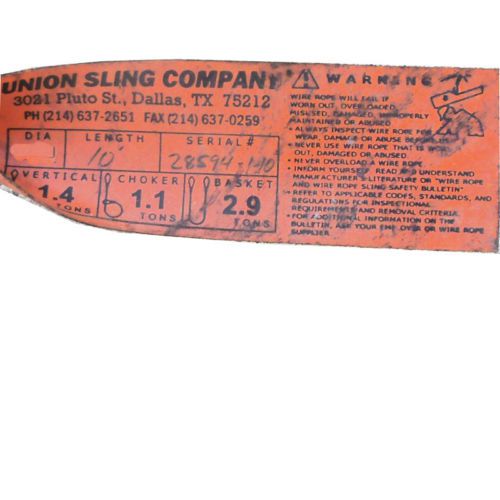 UNION SLING COMPANY
3021 Pluto St., Dallas, TX 75212
PH (214) 637-2651 FAX (214) 637-0259
DIA LENGTH SERIAL#
10' 28594-140
VERTICAL CHOKER BASKET
1.4 1.1 2.9
TONS TONS TONS
WARNING
WIRE ROPE WILL FAIL IF
WORN OUT, OVERLOADED,
MISUSED, DAMAGED, IMPROPERLY
MAINTAINED OR ABUSED
• ALWAYS INSPECT WIRE ROPE FOR
WEAR, DAMAGE OR ABUSE BEFORE
• NEVER USE WIRE ROPE THAT IS WORN
OUT, DAMAGED OR ABUSED
• NEVER OVERLOAD A WIRE ROPE
• INFORM YOURSELF. READ AND UNDERSTAND
MANUFACTURER'S LITERATURE OR "WIRE ROPE
AND WIRE ROPE SLING SAFETY BULLETIN"
• REFER TO APPLICABLE CODES, STANDARDS, AND
REGULATIONS FOR INSPECTIONAL
REQUIREMENTS AND REMOVAL CRITERIA.
• FOR ADDITIONAL INFORMATION OR THE
BULLETIN, ASK YOUR OR WIRE ROPE
SUPPLIER